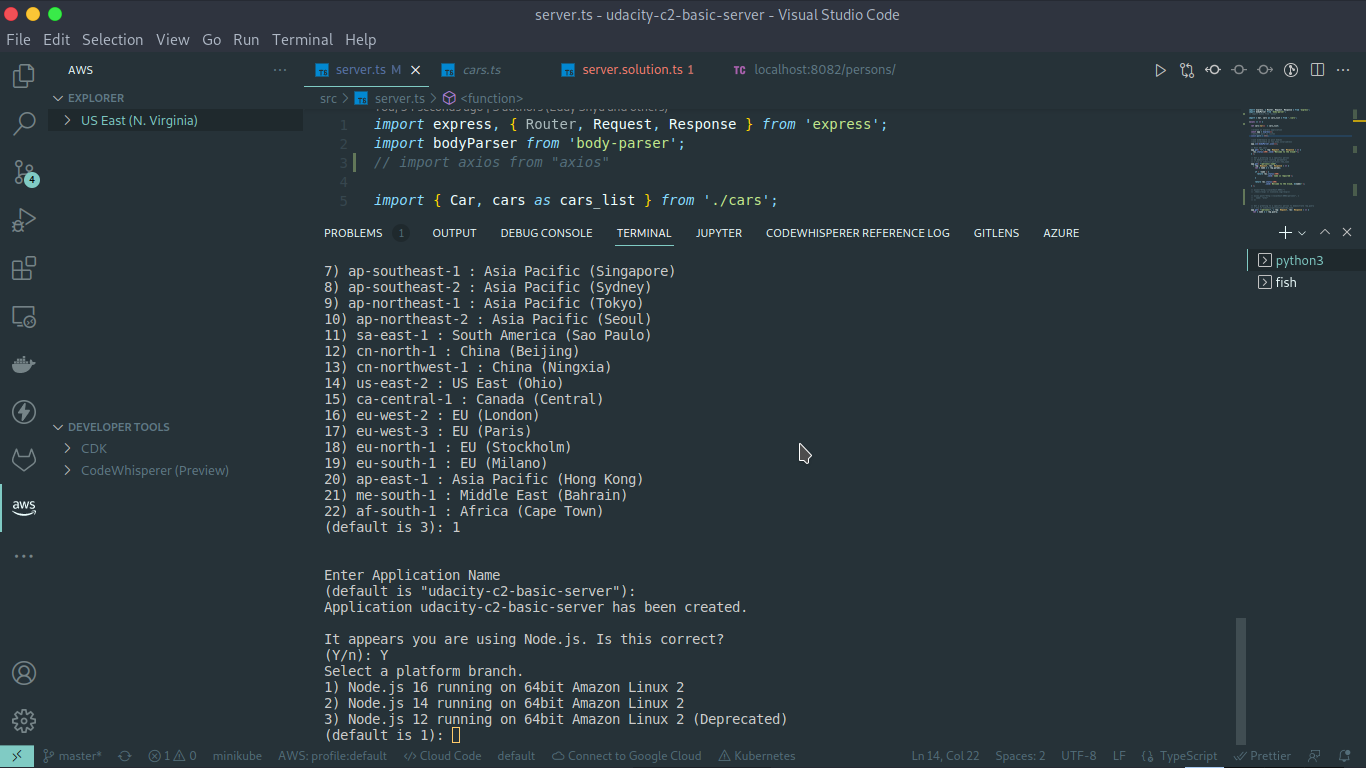 server.ts - udacity-c2-basic-server - Visual Studio Code
File Edit Selection View Go Run Terminal Help
AWS
server.ts M
cars.ts
server.solution.ts 1
TC localhost:8082/persons/
EXPLORER
US East (N. Virginia)
src > server.ts > <function>
1 import express, { Router, Request, Response } from 'express';
2 import bodyParser from 'body-parser';
3 // import axios from "axios"
4
5 import { Car, cars as cars_list } from './cars';
4
PROBLEMS 1 OUTPUT DEBUG CONSOLE TERMINAL JUPYTER CODEWHISPERER REFERENCE LOG GITLENS AZURE
python3
fish
7) ap-southeast-1 : Asia Pacific (Singapore)
8) ap-southeast-2 : Asia Pacific (Sydney)
9) ap-northeast-1 : Asia Pacific (Tokyo)
10) ap-northeast-2 : Asia Pacific (Seoul)
11) sa-east-1 : South America (Sao Paulo)
12) cn-north-1 : China (Beijing)
13) cn-northwest-1 : China (Ningxia)
14) us-east-2 : US East (Ohio)
15) ca-central-1 : Canada (Central)
16) eu-west-2 : EU (London)
17) eu-west-3 : EU (Paris)
18) eu-north-1 : EU (Stockholm)
19) eu-south-1 : EU (Milano)
20) ap-east-1 : Asia Pacific (Hong Kong)
21) me-south-1 : Middle East (Bahrain)
22) af-south-1 : Africa (Cape Town)
(default is 3): 1
DEVELOPER TOOLS
CDK
CodeWhisperer (Preview)
aws
Enter Application Name
(default is "udacity-c2-basic-server"):
Application udacity-c2-basic-server has been created.
It appears you are using Node.js. Is this correct?
(Y/n): Y
Select a platform branch.
1) Node.js 16 running on 64bit Amazon Linux 2
2) Node.js 14 running on 64bit Amazon Linux 2
3) Node.js 12 running on 64bit Amazon Linux 2 (Deprecated)
(default is 1):
master* 1 0 minikube AWS: profile:default Cloud Code default Connect to Google Cloud Kubernetes Ln 14, Col 22 Spaces: 2 UTF-8 LF TypeScript Prettier